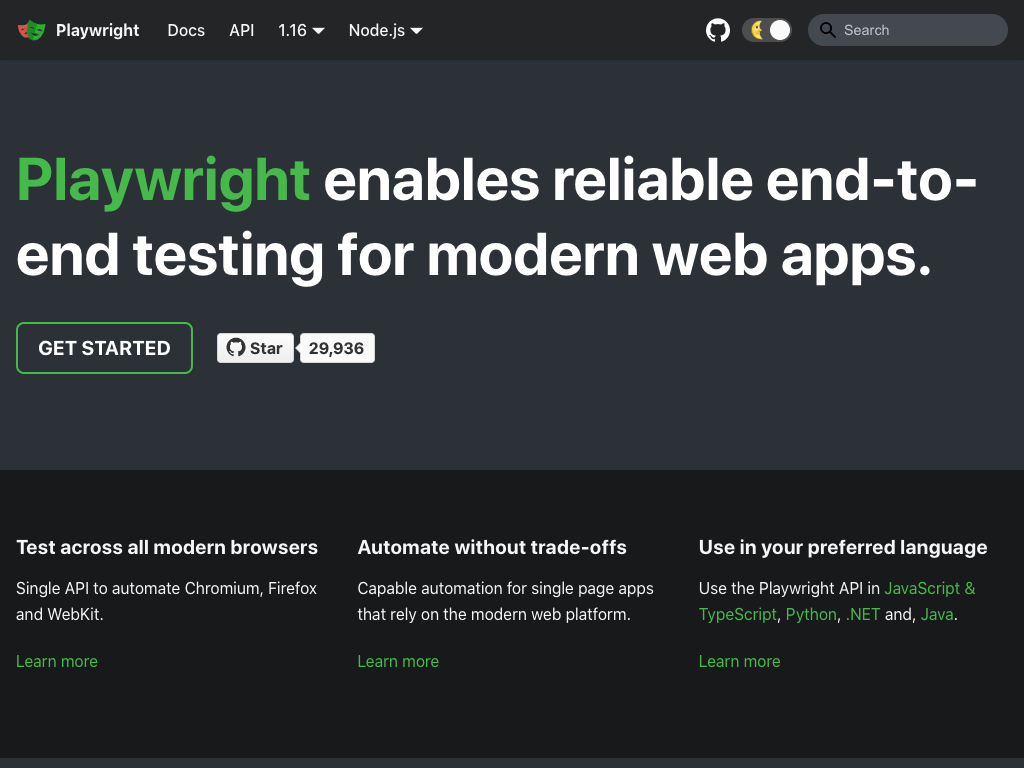 Playwright Docs API 1.16 Node.js Search
Playwright enables reliable end-to-
end testing for modern web apps.
GET STARTED Star 29,936
Test across all modern browsers
Single API to automate Chromium, Firefox
and WebKit.
Learn more
Automate without trade-offs
Capable automation for single page apps
that rely on the modern web platform.
Learn more
Use in your preferred language
Use the Playwright API in JavaScript &
TypeScript, Python, .NET and, Java.
Learn more